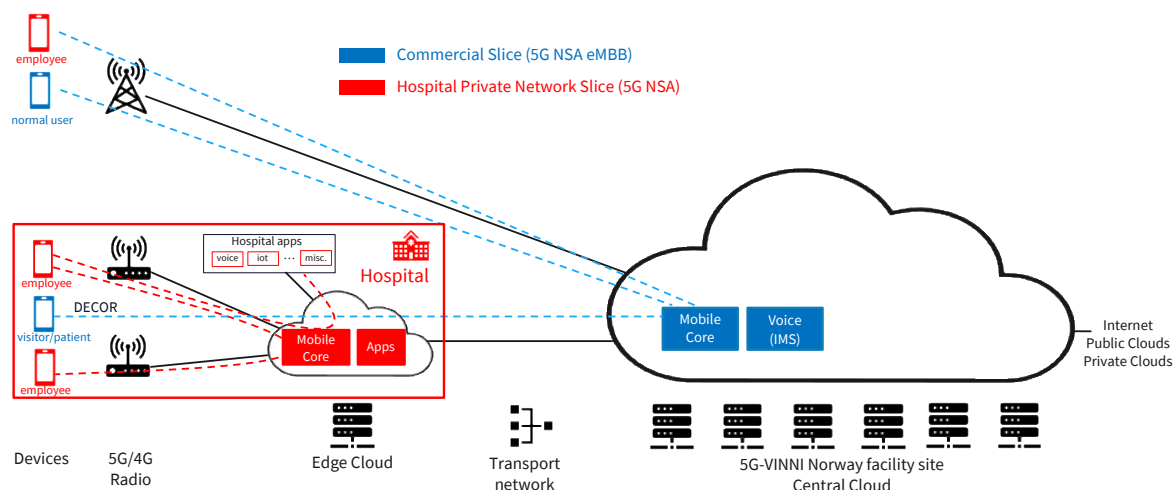 employee
normal user
Commercial Slice (5G NSA eMBB)
Hospital Private Network Slice (5G NSA)
Hospital apps
voice
iot
...
misc.
Hospital
employee
DECOR
visitor/patient
employee
Mobile
Core
Apps
Mobile
Core
Voice
(IMS)
Internet
Public Clouds
Private Clouds
Devices
5G/4G
Radio
Edge Cloud
Transport
network
5G-VINNI Norway facility site
Central Cloud